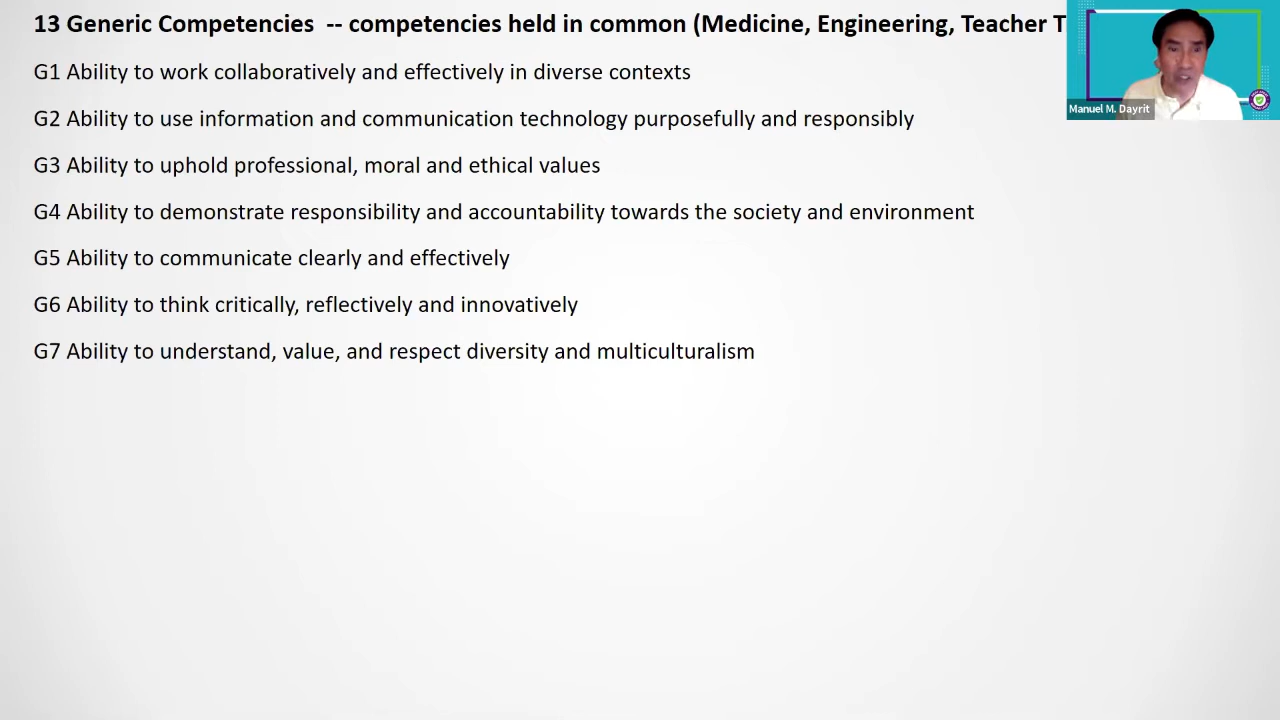 13 Generic Competencies  -- competencies held in common (Medicine, Engineering, Teacher T
G1 Ability to work collaboratively and effectively in diverse contexts
G2 Ability to use information and communication technology purposefully and responsibly
G3 Ability to uphold professional, moral and ethical values
G4 Ability to demonstrate responsibility and accountability towards the society and environment
G5 Ability to communicate clearly and effectively
G6 Ability to think critically, reflectively and innovatively
G7 Ability to understand, value, and respect diversity and multiculturalism
Manuel M. Dayrit